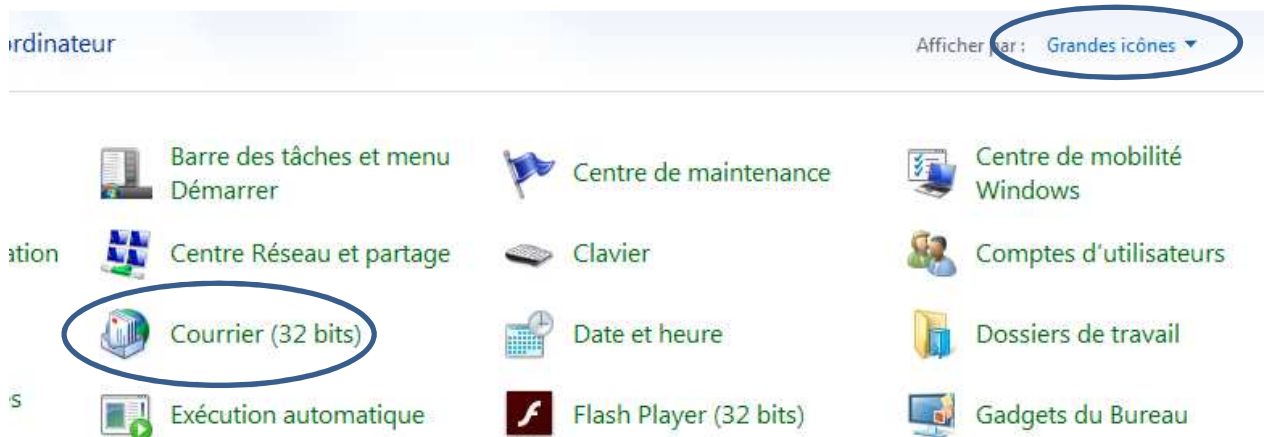 rdinateur
Afficher par : Grandes icônes
Barre des tâches et menu
Démarrer
Centre de maintenance
Centre de mobilité
Windows
ation
Centre Réseau et partage
Clavier
Comptes d'utilisateurs
Courrier (32 bits)
Date et heure
Dossiers de travail
s
Exécution automatique
Flash Player (32 bits)
Gadgets du Bureau